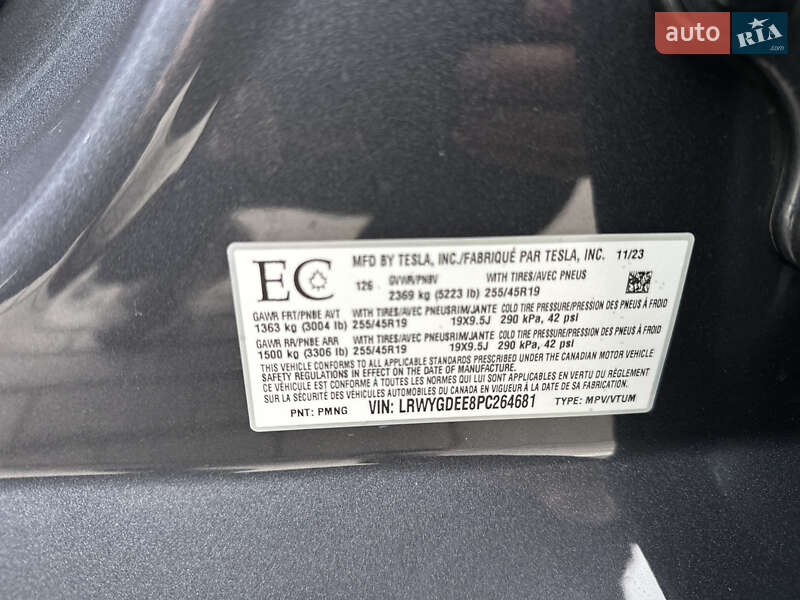 auto RIA .com
EC
MFD BY TESLA, INC./FABRIQUÉ PAR TESLA, INC. 11/23
126 GVWR/PNBV WITH TIRES/AVEC PNEUS
2369 kg (5223 lb) 255/45R19
GAWR FRT/PNBE AVT WITH TIRES/AVEC PNEUS RIM/JANTE COLD TIRE PRESSURE/PRESSION DES PNEUS À FROID
1363 kg (3004 lb) 255/45R19 19X9.5J 290 kPa, 42 psi
GAWR RR/PNBE ARR WITH TIRES/AVEC PNEUS RIM/JANTE COLD TIRE PRESSURE/PRESSION DES PNEUS À FROID
1500 kg (3306 lb) 255/45R19 19X9.5J 290 kPa, 42 psi
THIS VEHICLE CONFORMS TO ALL APPLICABLE STANDARDS PRESCRIBED UNDER THE CANADIAN MOTOR VEHICLE
SAFETY REGULATIONS IN EFFECT ON THE DATE OF MANUFACTURE.
CE VÉHICULE EST CONFORME À TOUTES LES NORMES QUI LUI SONT APPLICABLES EN VERTU DU RÈGLEMENT
SUR LA SÉCURITÉ DES VÉHICULES AUTOMOBILES DU CANADA EN VIGUEUR À LA DATE DE SA FABRICATION.
PNT: PMNG VIN: LRWYGDEE8PC264681 TYPE: MPV/VTUM